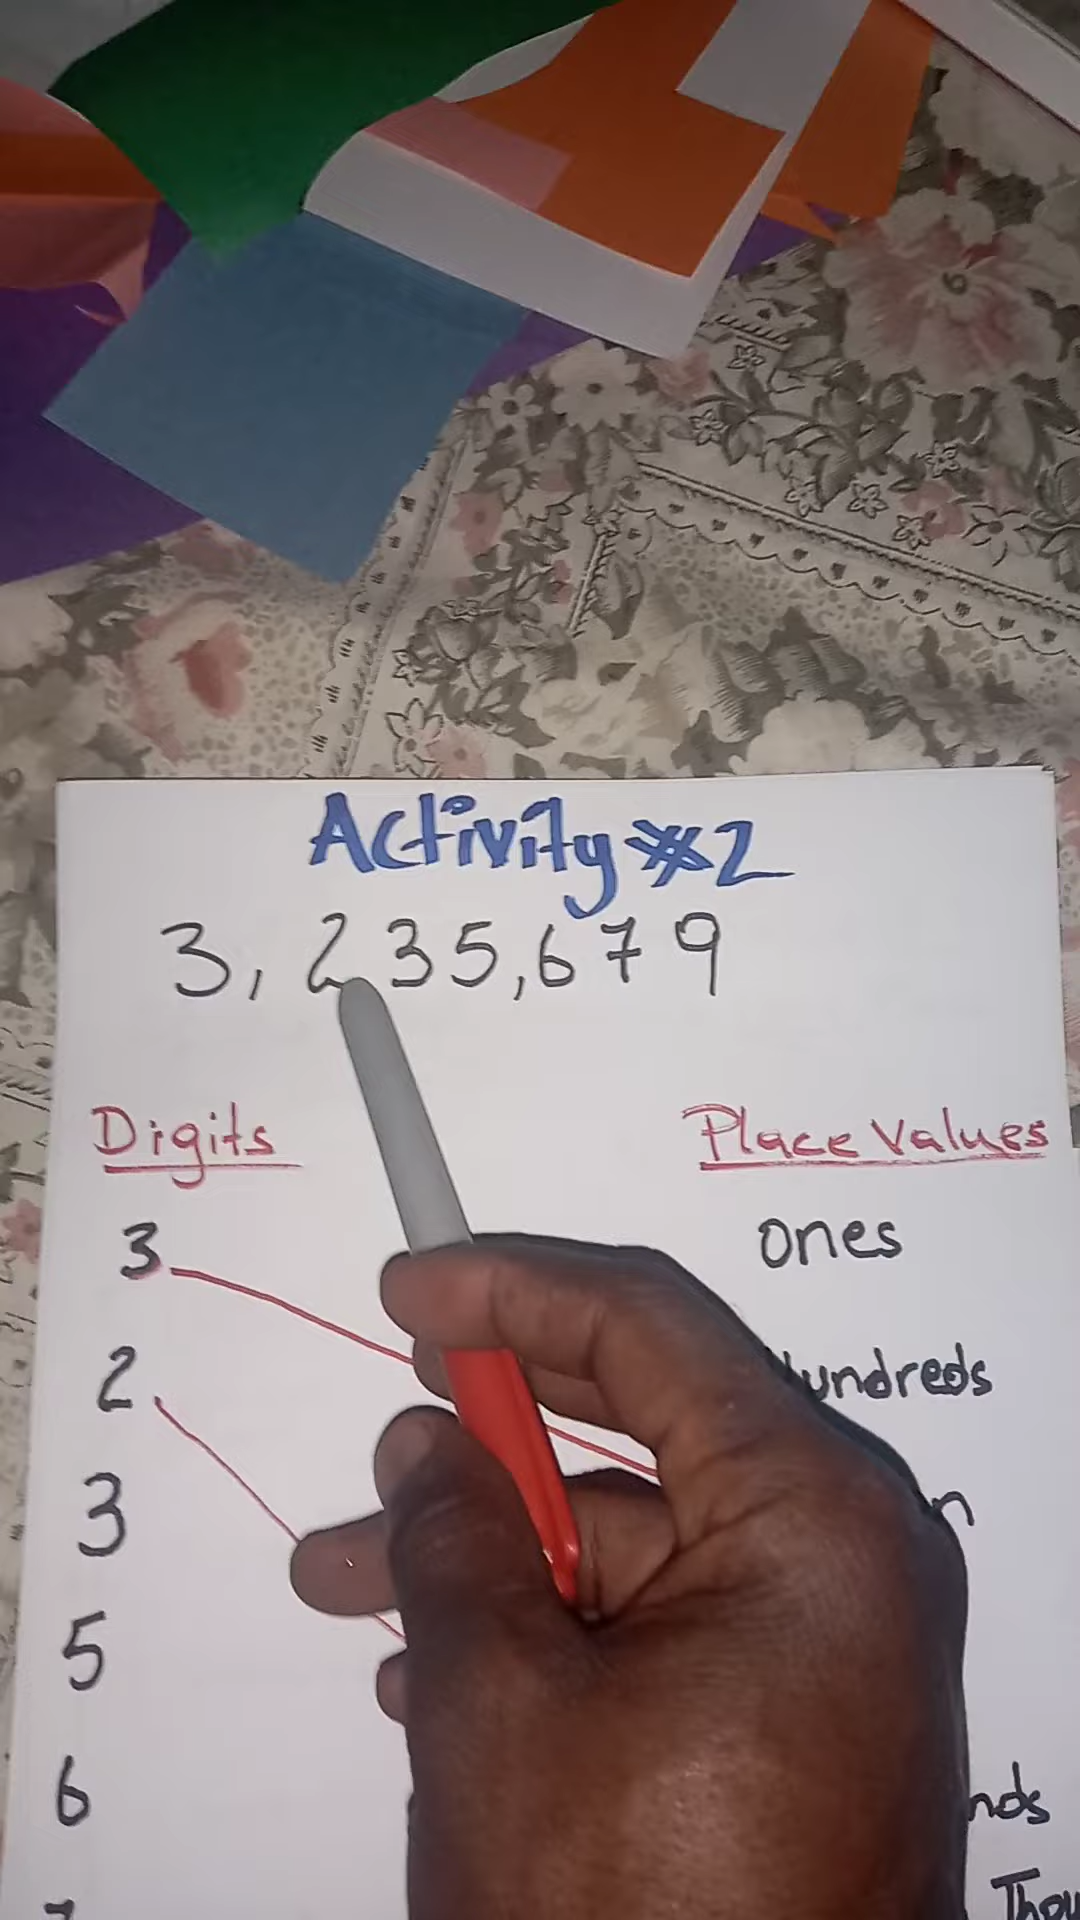 Activity #2
3, 235,679
Digits Place Values
3 ones
2
3
5
6